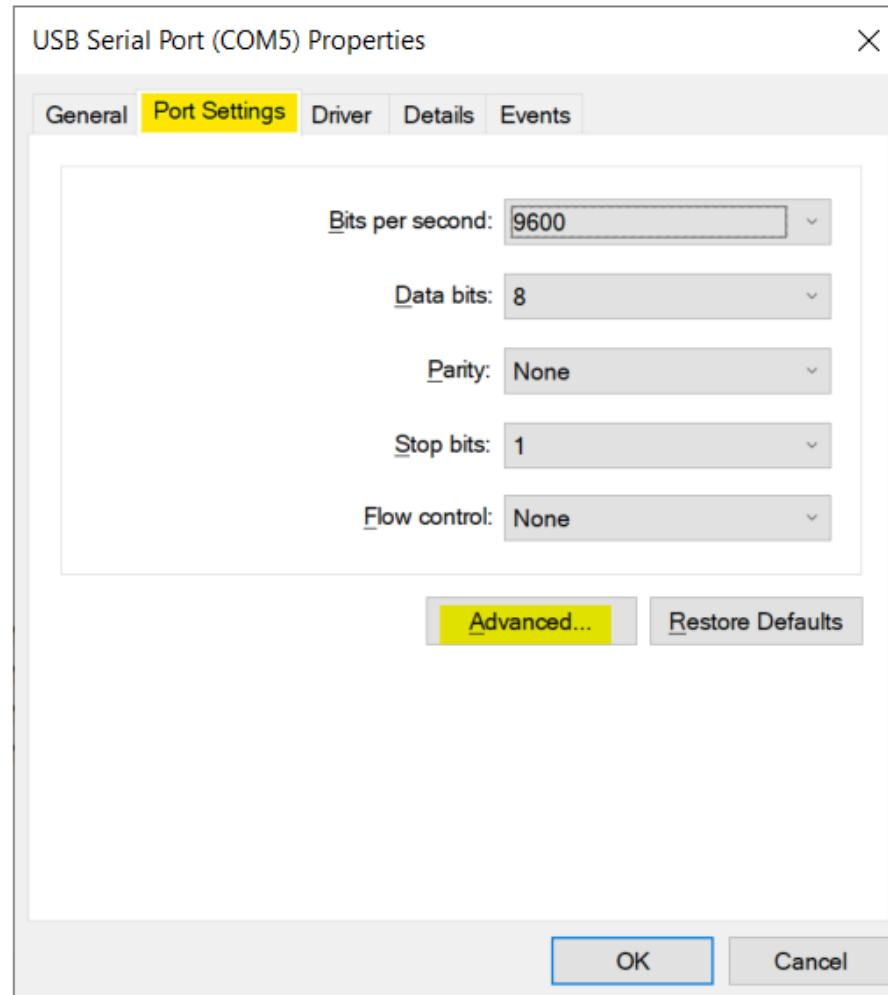 USB Serial Port (COM5) Properties
General Port Settings Driver Details Events
Bits per second: 9600
Data bits: 8
Parity: None
Stop bits: 1
Flow control: None
Advanced... Restore Defaults
OK Cancel